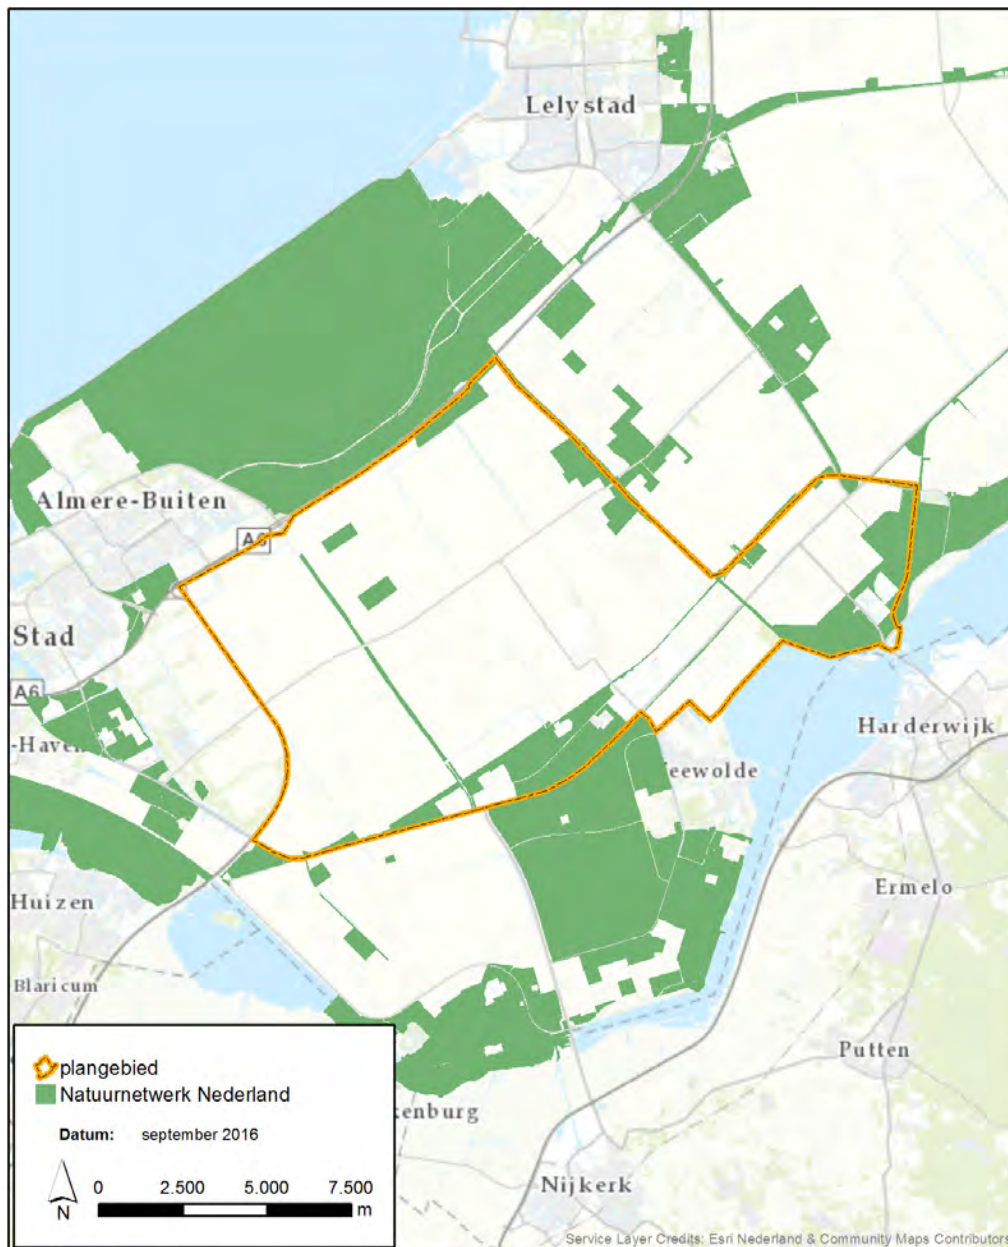 Lelystad
Almere-Buiten
A6
Stad
A6
-Haven
Harderwijk
eewolde
Ermelo
Huizen
Blaricum
Putten
kenburg
Nijkerk
plangebied
Natuurnetwerk Nederland
Datum: september 2016
0 2.500 5.000 7.500
m
N
Service Layer Credits: Esri Nederland & Community Maps Contributor